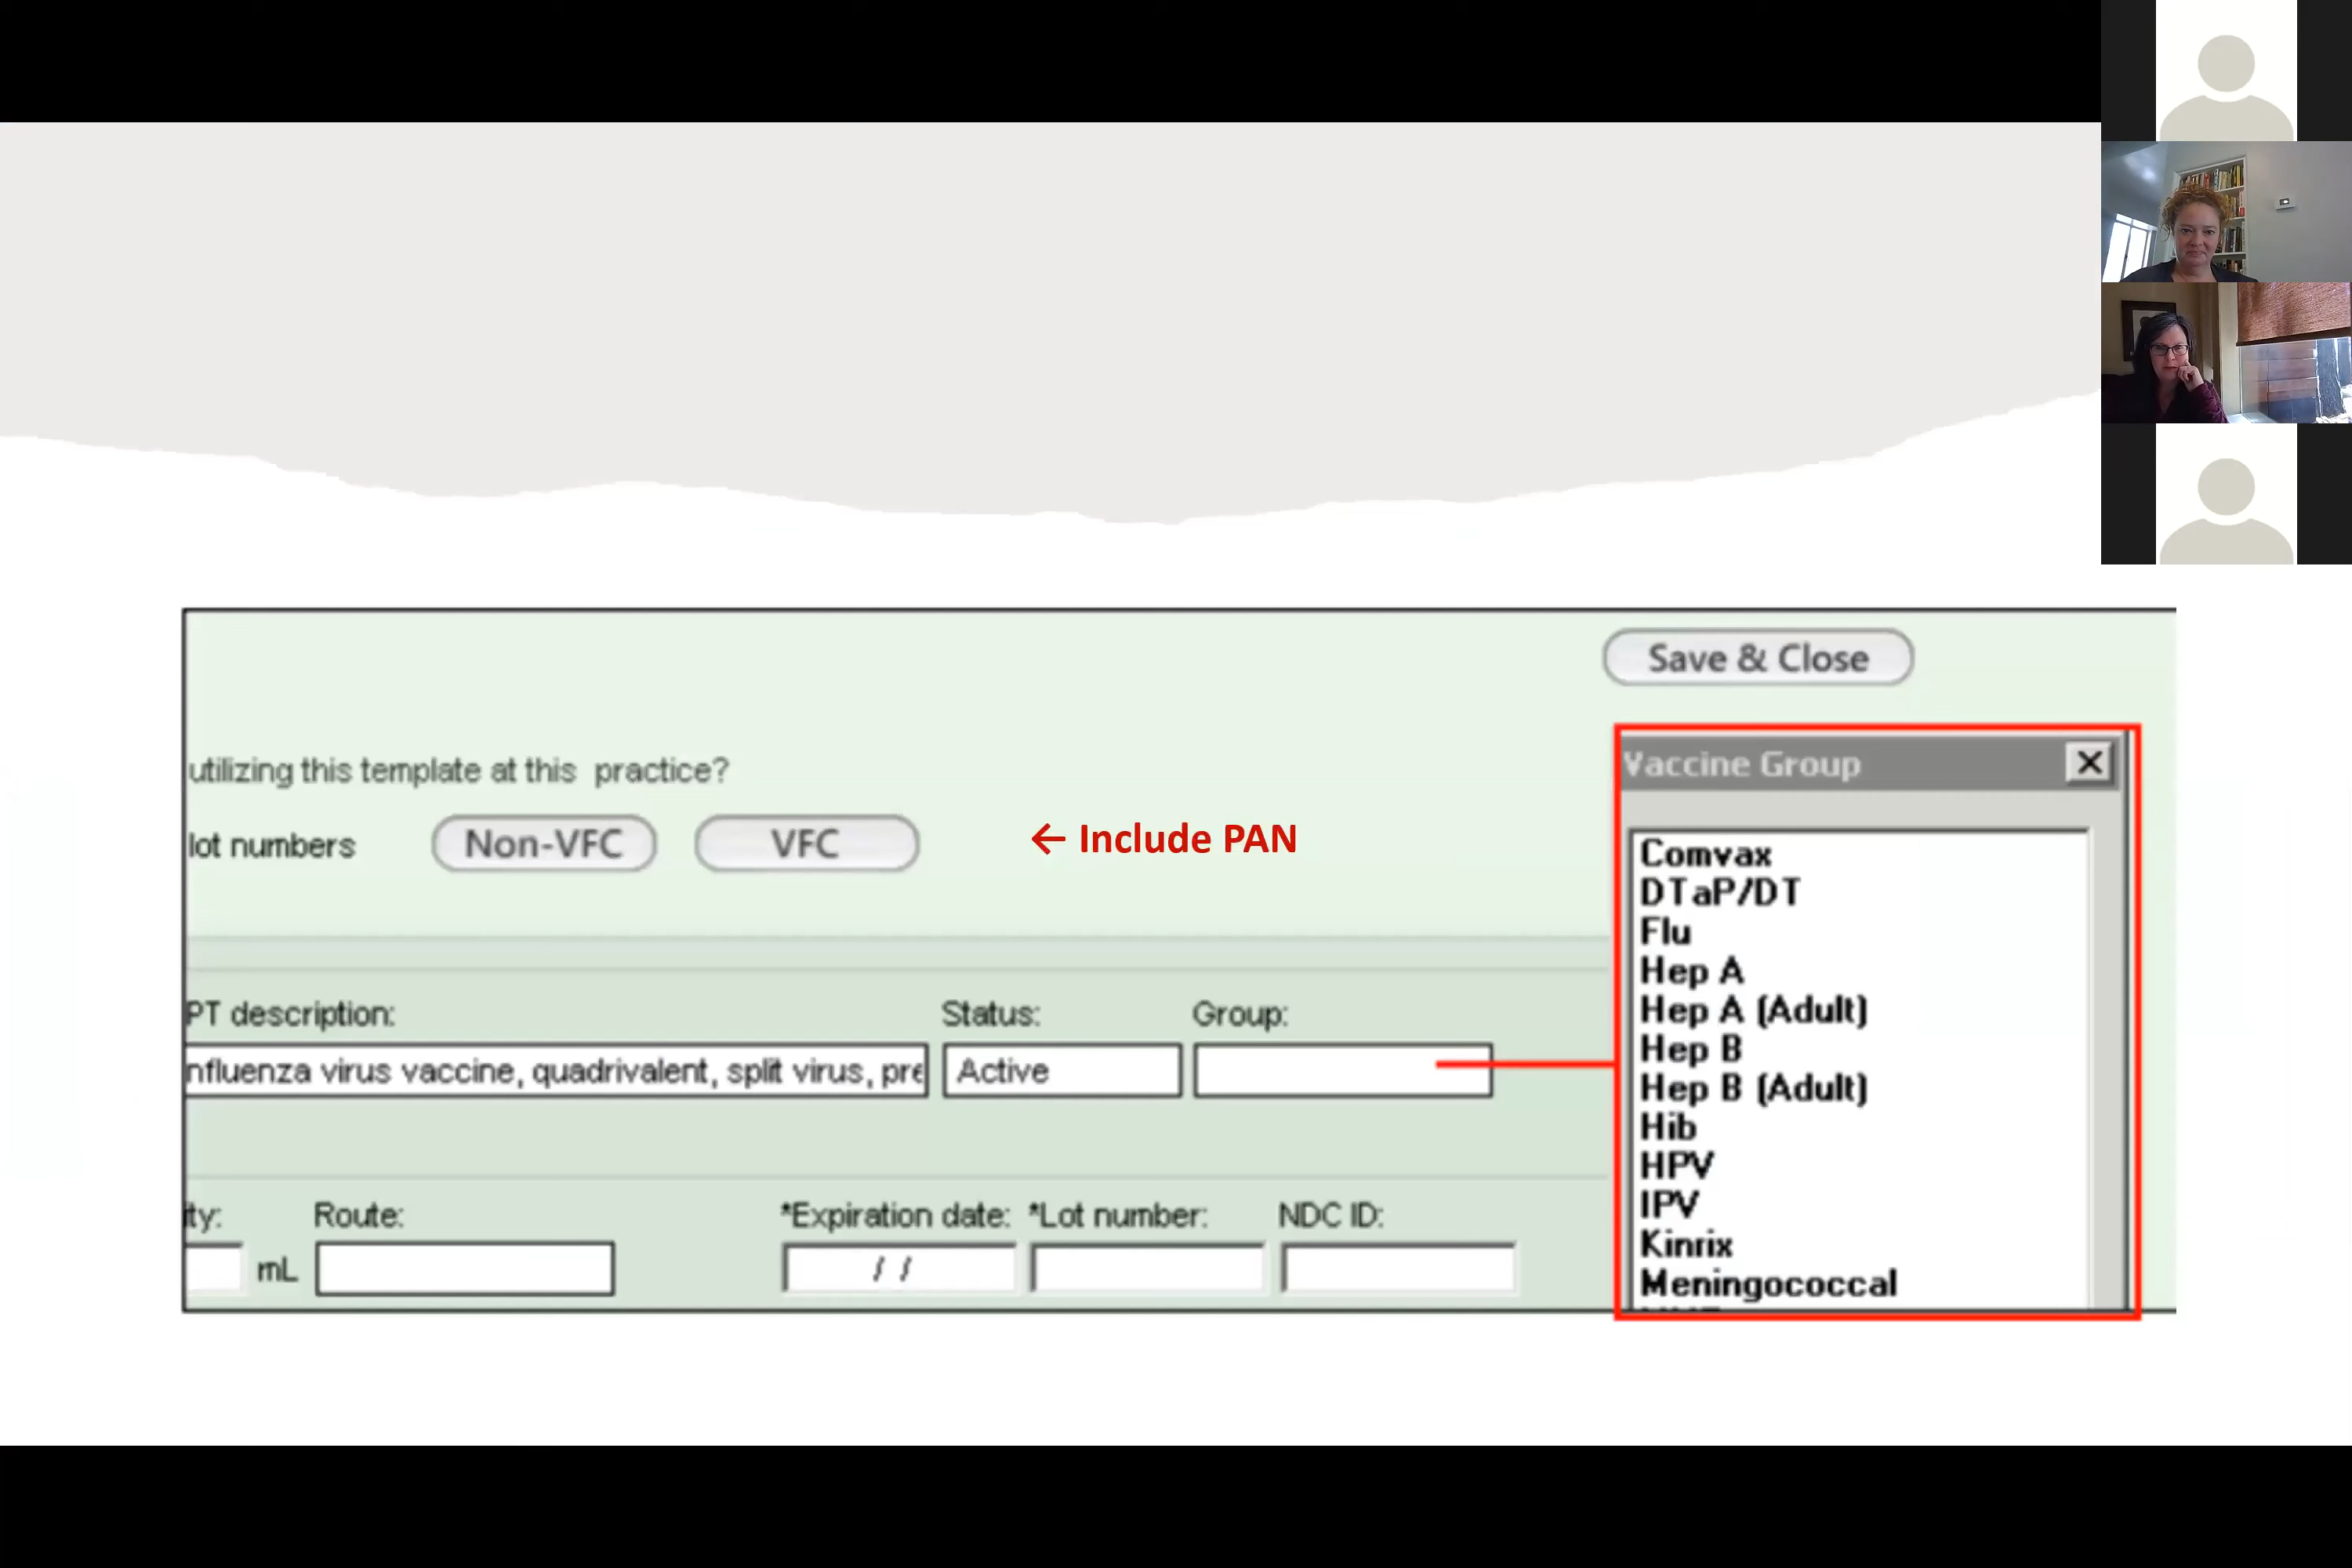 Save & Close
utilizing this template at this practice?
lot numbers
Non-VFC
VFC
← Include PAN
PT description:
Status:
Group:
nfluenza virus vaccine, quadrivalent, split virus, pre
Active
ity:
Route:
*Expiration date:
*Lot number:
NDC ID:
mL
/ /
Vaccine Group
Comvax
DTaP/DT
Flu
Hep A
Hep A (Adult)
Hep B
Hep B (Adult)
Hib
HPV
IPV
Kinrix
Meningococcal